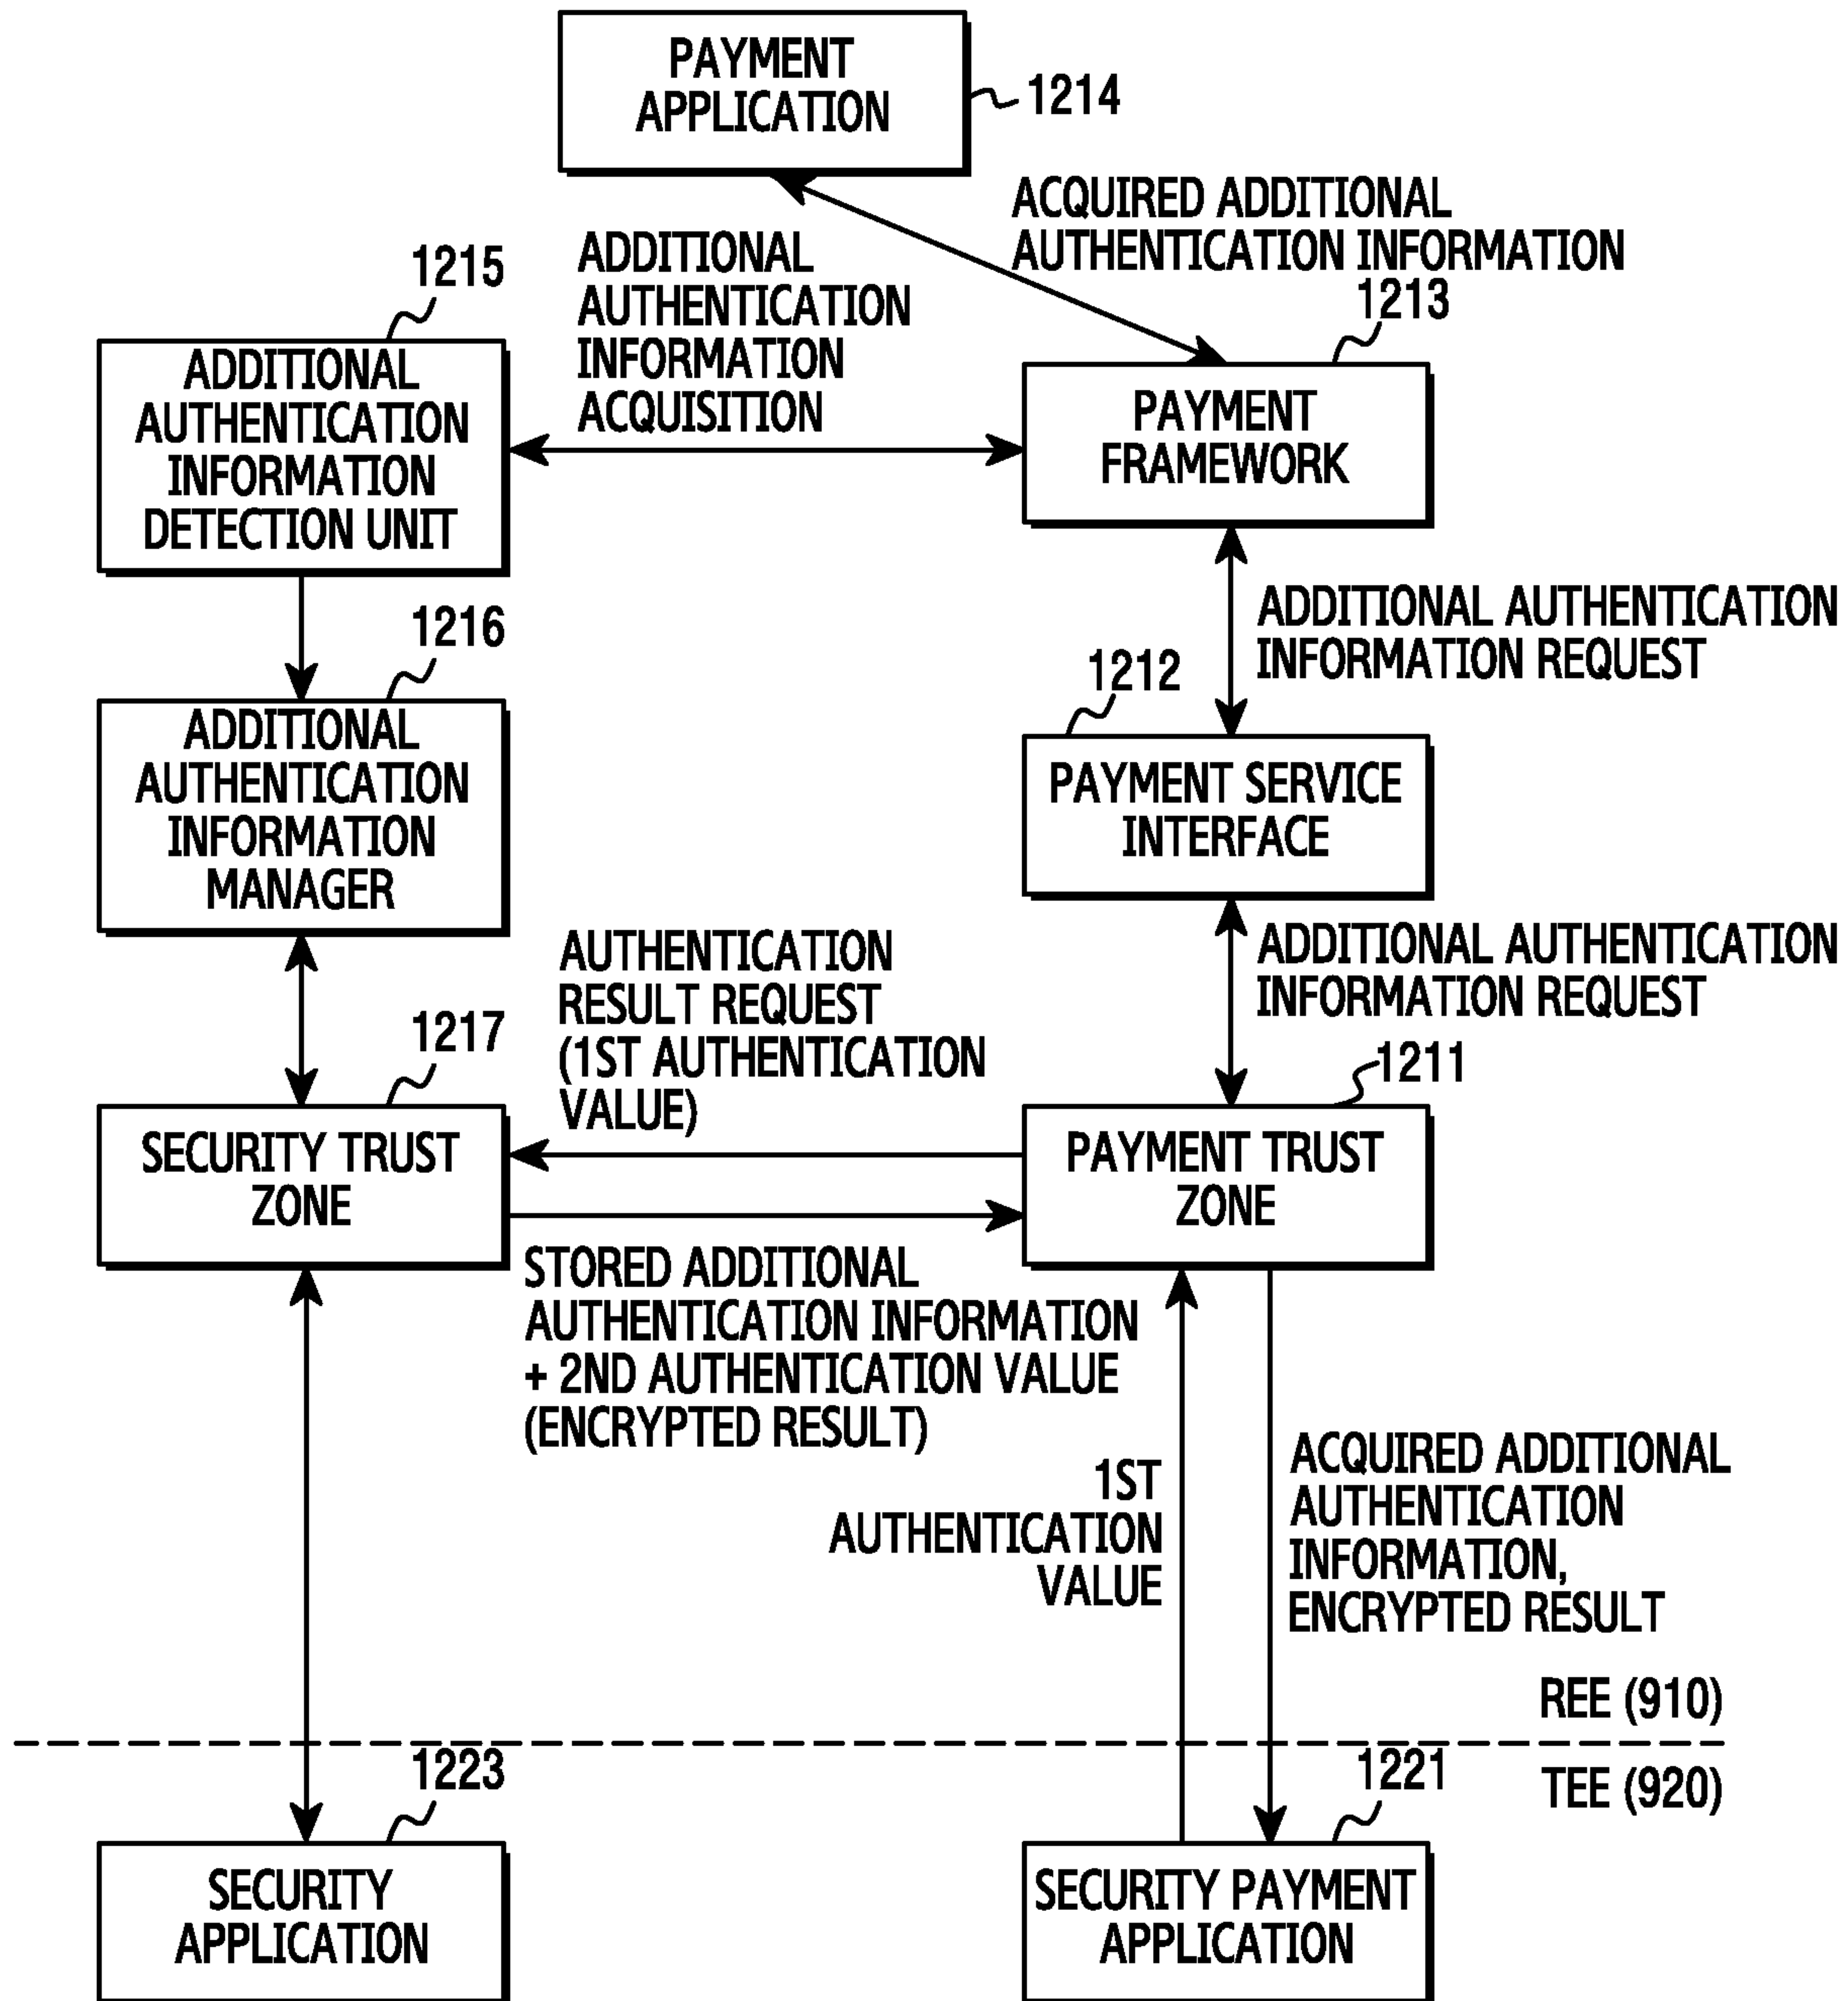 PAYMENT
APPLICATION
1214
ACQUIRED ADDITIONAL
AUTHENTICATION INFORMATION
ADDITIONAL
AUTHENTICATION
INFORMATION
ACQUISITION
1215
ADDITIONAL
AUTHENTICATION
INFORMATION
DETECTION UNIT
1213
PAYMENT
FRAMEWORK
ADDITIONAL AUTHENTICATION
INFORMATION REQUEST
1216
ADDITIONAL
AUTHENTICATION
INFORMATION
MANAGER
1212
PAYMENT SERVICE
INTERFACE
ADDITIONAL AUTHENTICATION
INFORMATION REQUEST
AUTHENTICATION
RESULT REQUEST
(1ST AUTHENTICATION
VALUE)
1217
SECURITY TRUST
ZONE
1211
PAYMENT TRUST
ZONE
STORED ADDITIONAL
AUTHENTICATION INFORMATION
+ 2ND AUTHENTICATION VALUE
(ENCRYPTED RESULT)
1ST
AUTHENTICATION
VALUE
ACQUIRED ADDITIONAL
AUTHENTICATION
INFORMATION,
ENCRYPTED RESULT
REE (910)
TEE (920)
1223
SECURITY
APPLICATION
1221
SECURITY PAYMENT
APPLICATION